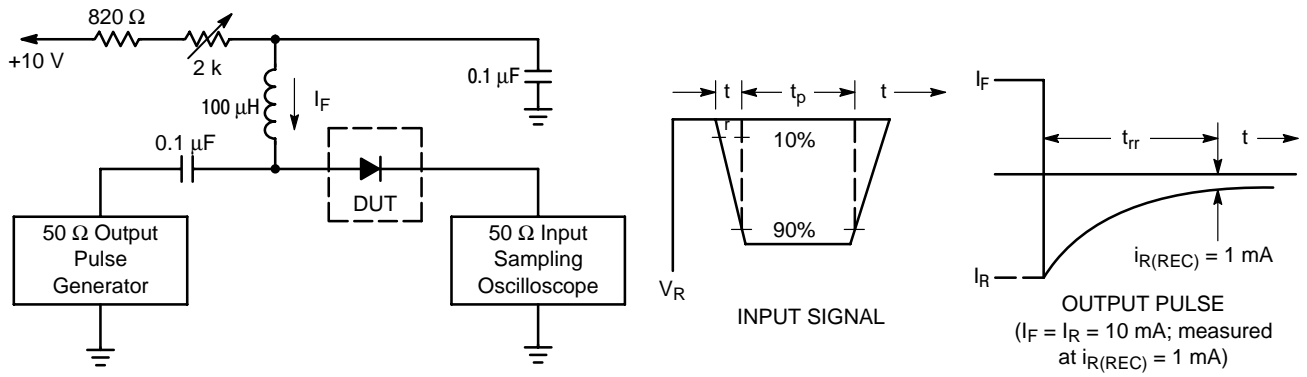 820 Ω
+10 V
2 k
100 μH
I_F
0.1 μF
0.1 μF
DUT
50 Ω Output
Pulse
Generator
50 Ω Input
Sampling
Oscilloscope
t_r
t_p
t
10%
90%
V_R
INPUT SIGNAL
I_F
t_rr
t
I_R
i_R(REC) = 1 mA
OUTPUT PULSE
(I_F = I_R = 10 mA; measured
at i_R(REC) = 1 mA)